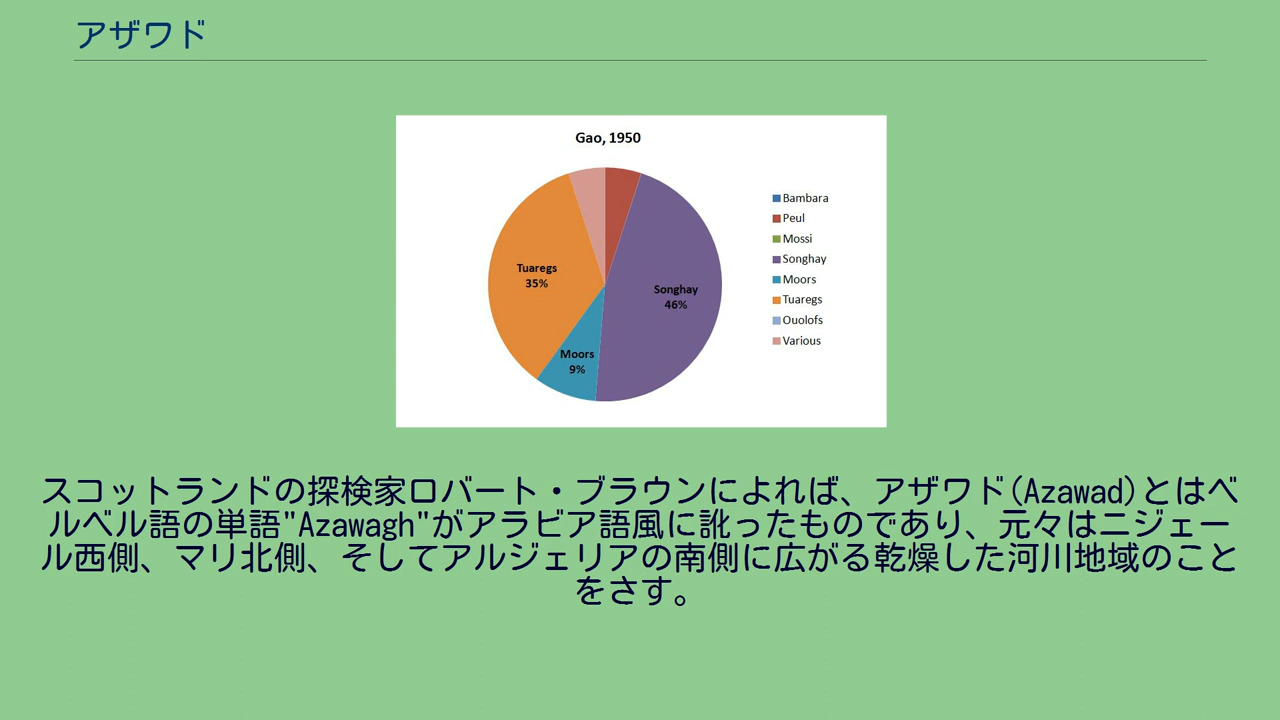 アザワド
Gao, 1950
Tuaregs
35%
Songhay
46%
Moors
9%
Bambara
Peul
Mossi
Songhay
Moors
Tuaregs
Ouolofs
Various
スコットランドの探検家ロバート・ブラウンによれば、アザワド(Azawad)とはベ
ルベル語の単語"Azawagh"がアラビア語風に訛ったものであり、元々はニジェー
ル西側、マリ北側、そしてアルジェリアの南側に広がる乾燥した河川地域のこと
をさす。